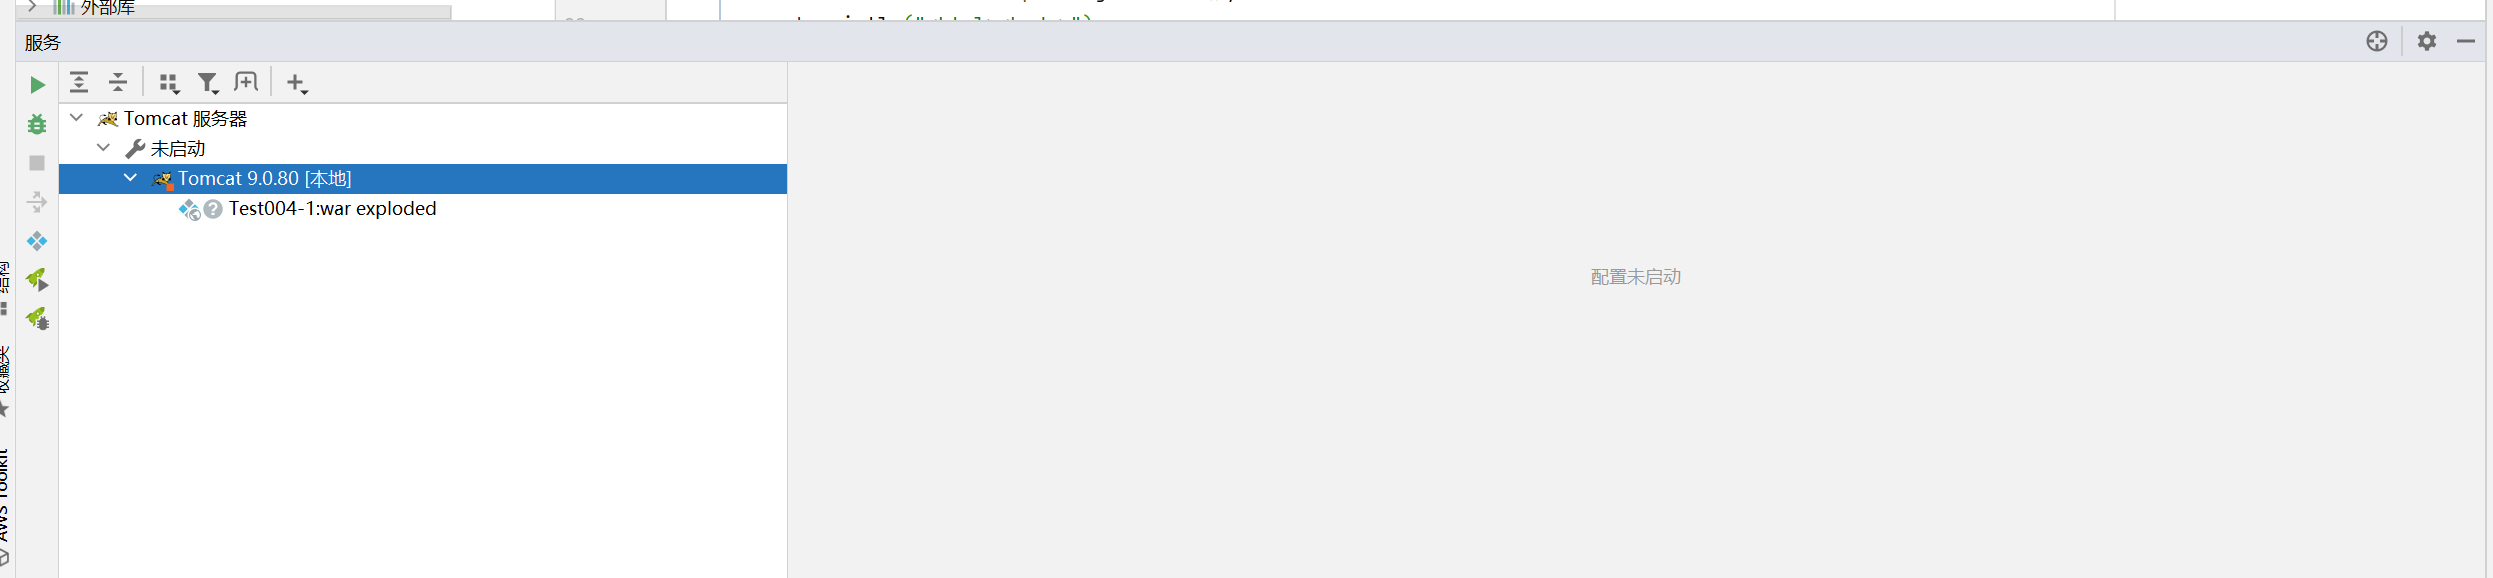 外部库
服务
Tomcat 服务器
未启动
Tomcat 9.0.80 [本地]
Test004-1:war exploded
配置未启动
结构
收藏夹
AWS Toolkit